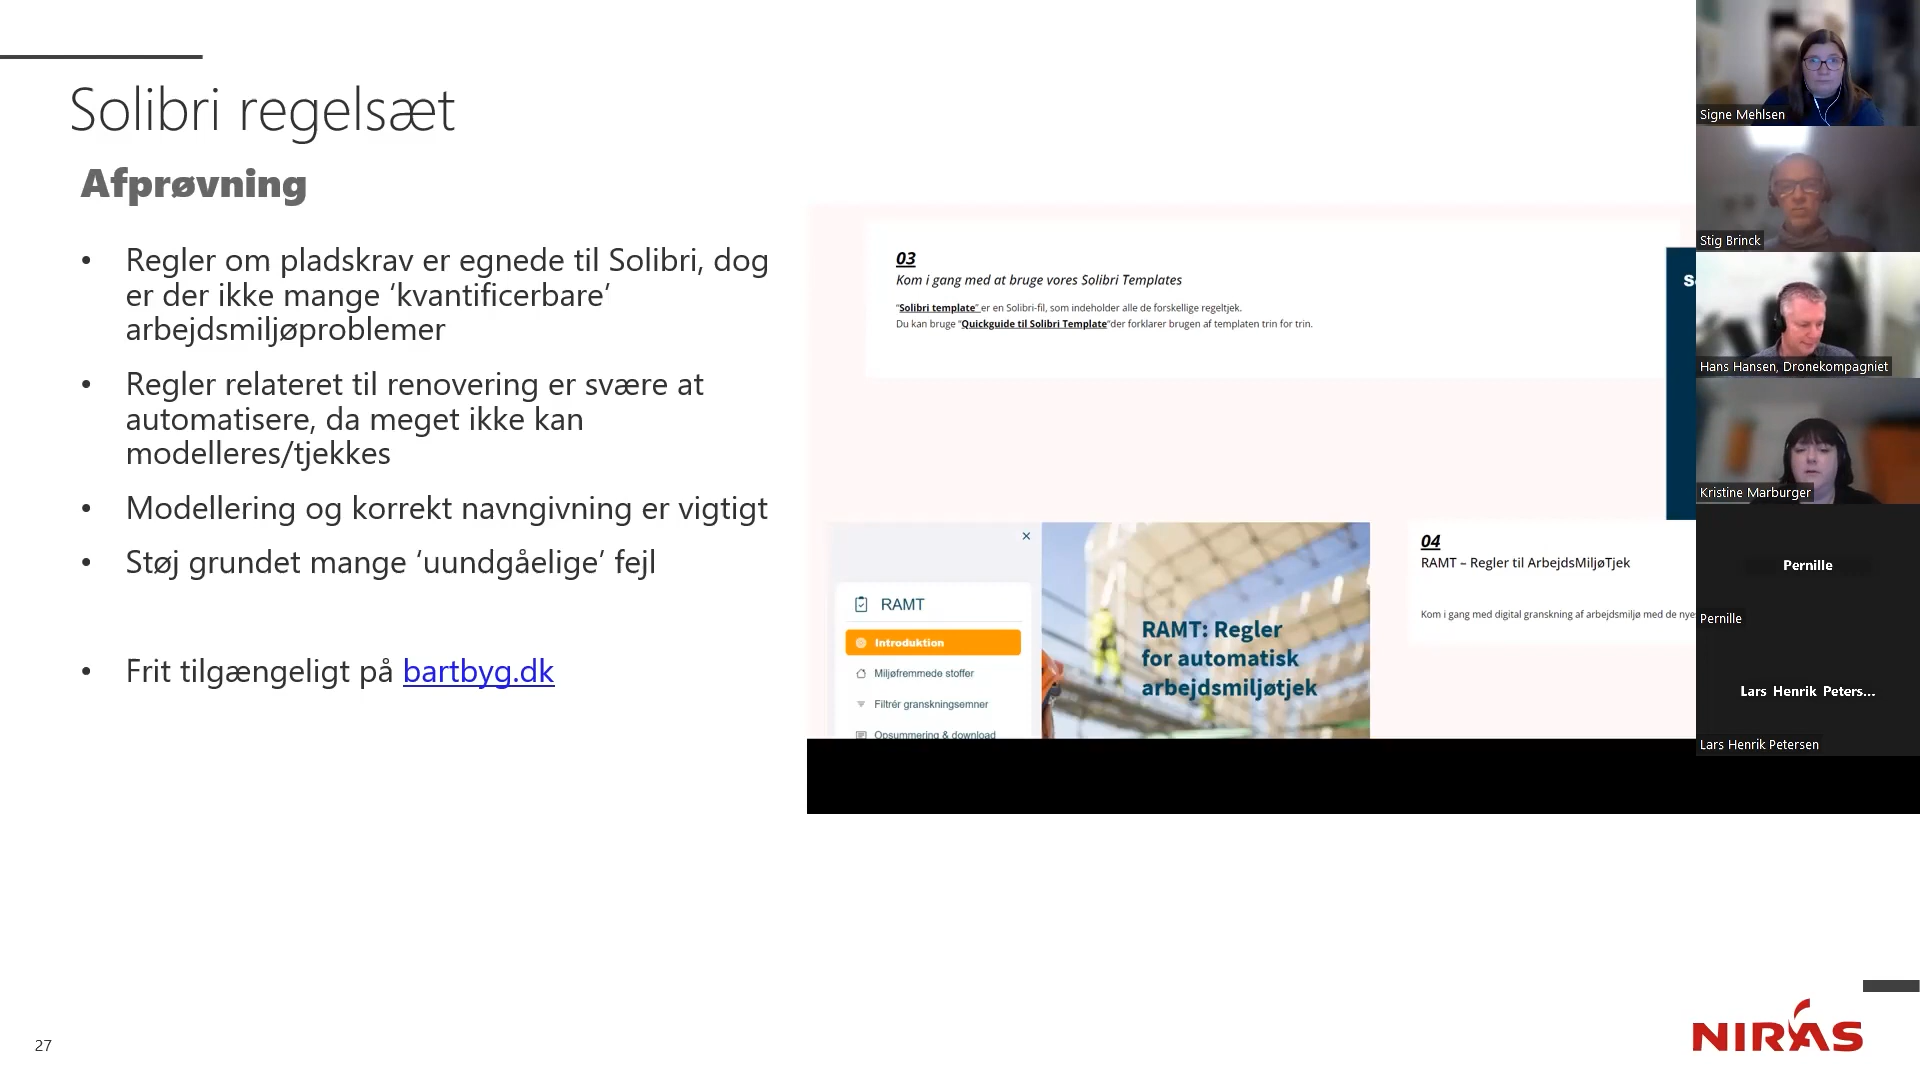 Solibri regelsæt
Afprøvning
• Regler om pladskrav er egnede til Solibri, dog
er der ikke mange ‘kvantificerbare’
arbejdsmiljøproblemer
• Regler relateret til renovering er svære at
automatisere, da meget ikke kan
modelleres/tjekkes
• Modellering og korrekt navngivning er vigtigt
• Støj grundet mange ‘uundgåelige’ fejl
• Frit tilgængeligt på bartbyg.dk
03
Kom i gang med at bruge vores Solibri Templates
"Solibri template" er en Solibri-fil, som indeholder alle de forskellige regeltjek.
Du kan bruge "Quickguide til Solibri Template"der forklarer brugen af templaten trin for trin.
RAMT
Introduktion
Miljøfremmede stoffer
Filtrér granskningsemner
Opsummering & download
RAMT: Regler
for automatisk
arbejdsmiljøtjek
04
RAMT – Regler til ArbejdsMiljøTjek
Kom i gang med digital granskning af arbejdsmiljø med de nye
Signe Mehlsen
Stig Brinck
Hans Hansen, Dronekompagniet
Kristine Marburger
Pernille
Pernille
Lars Henrik Peters...
Lars Henrik Petersen
27
NIRAS